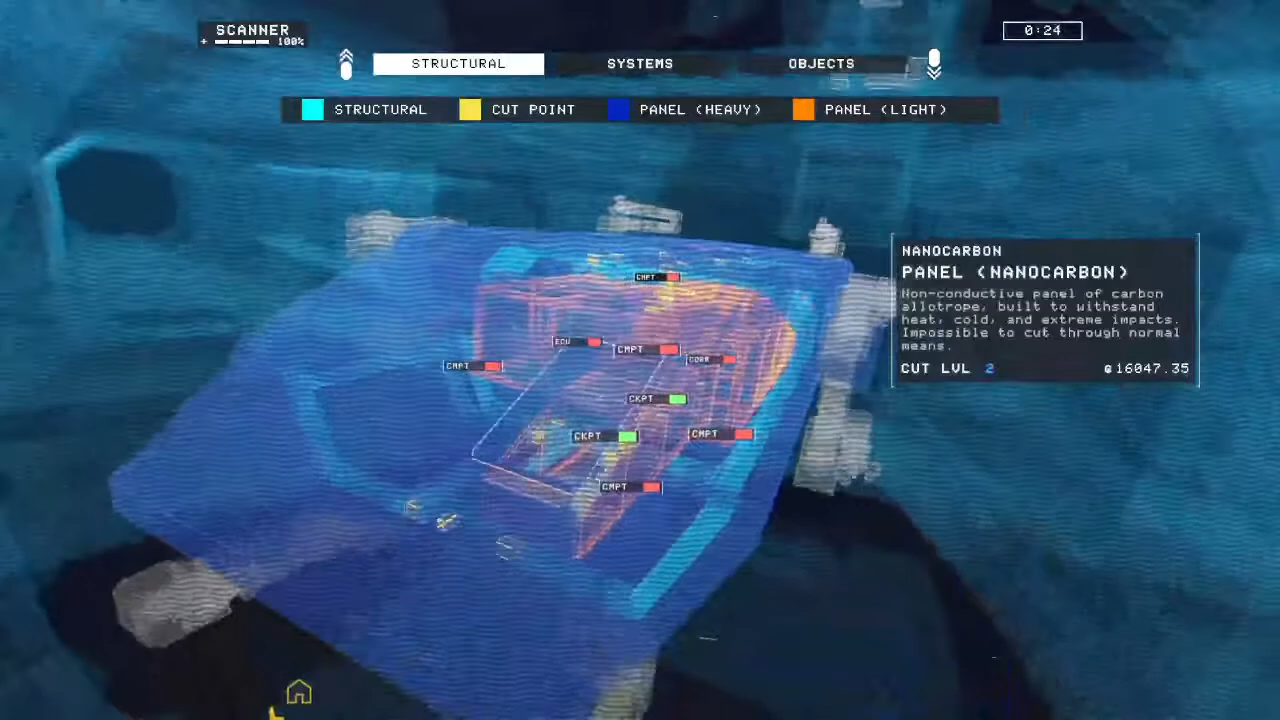 SCANNER
+ 100%
0:24
STRUCTURAL SYSTEMS OBJECTS
STRUCTURAL CUT POINT PANEL (HEAVY) PANEL (LIGHT)
NANOCARBON
PANEL (NANOCARBON)
Non-conductive panel of carbon
allotrope, built to withstand
heat, cold, and extreme impacts.
Impossible to cut through normal
means.
CUT LVL 2 16047.35
CMPT
ECU
CMPT
CORR
CMPT
CKPT
CKPT
CMPT
CMPT